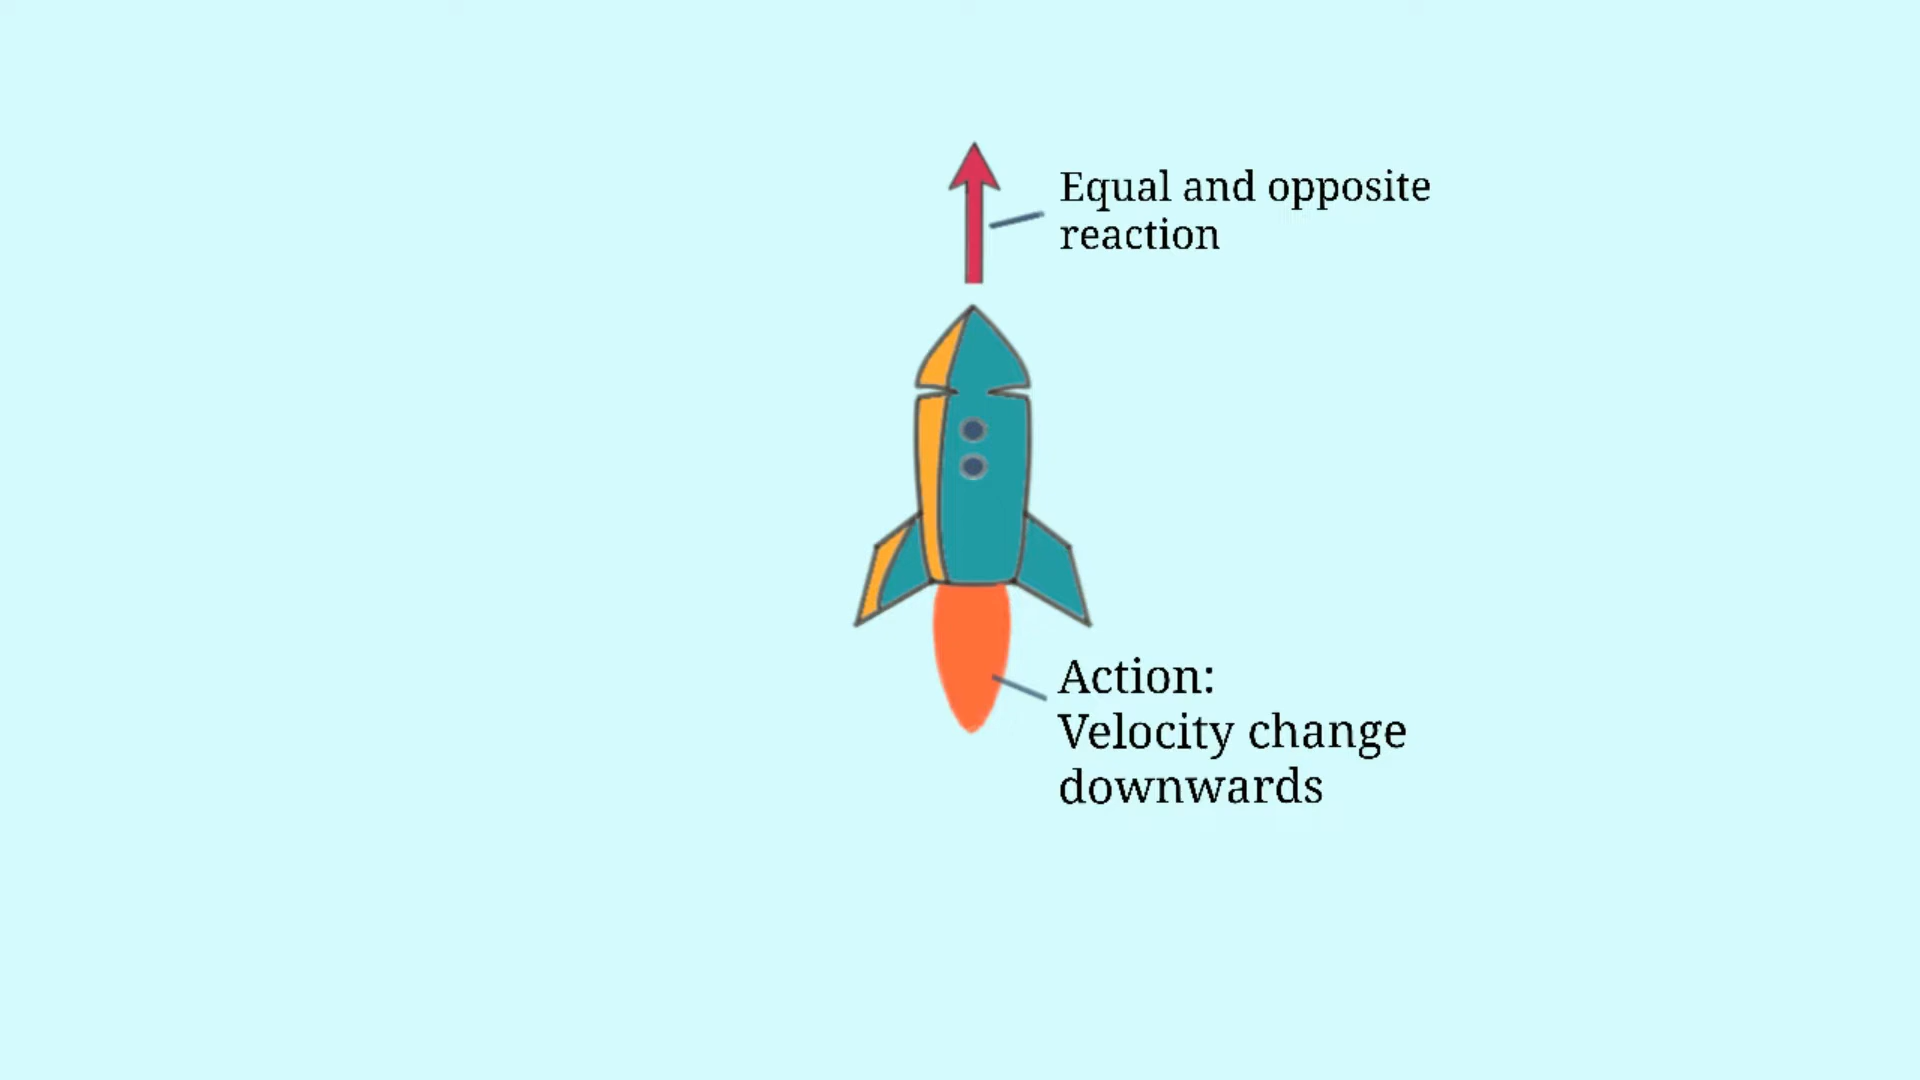 Equal and opposite
reaction
Action:
Velocity change
downwards